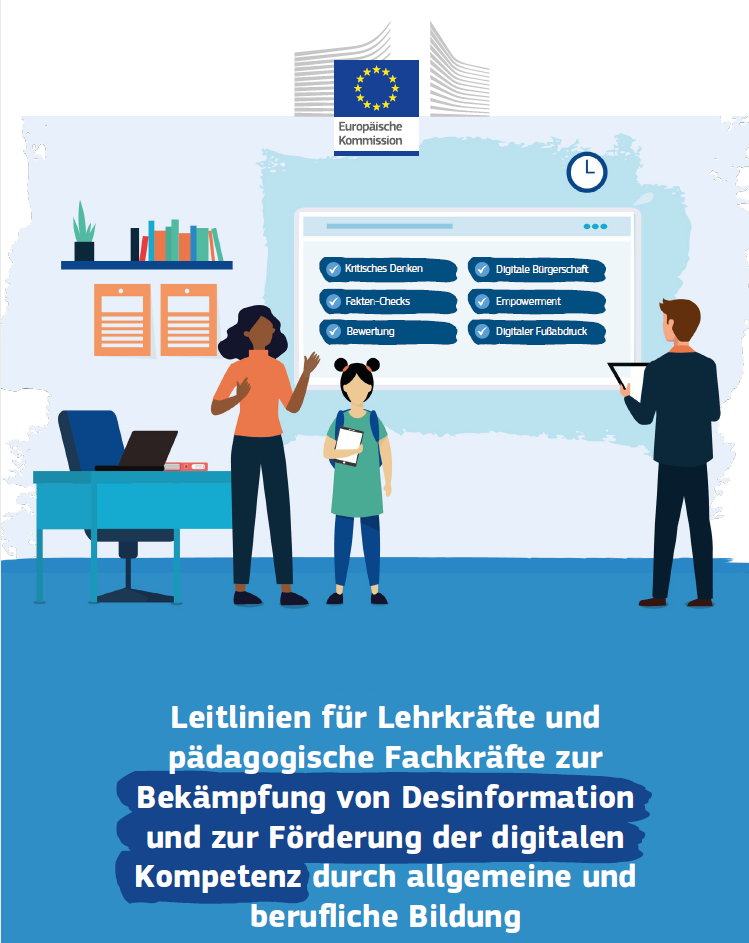 Europäische
Kommission
Kritisches Denken
Digitale Bürgerschaft
Fakten-Checks
Empowerment
Bewertung
Digitaler Fußabdruck
Leitlinien für Lehrkräfte und
pädagogische Fachkräfte zur
Bekämpfung von Desinformation
und zur Förderung der digitalen
Kompetenz durch allgemeine und
berufliche Bildung